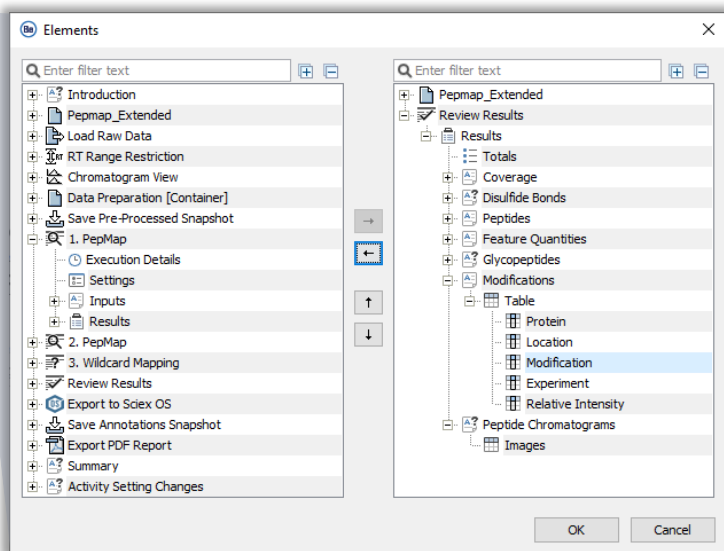 Elements
Enter filter text
Introduction
Pepmap_Extended
Load Raw Data
RT Range Restriction
Chromatogram View
Data Preparation [Container]
Save Pre-Processed Snapshot
1. PepMap
Execution Details
Settings
Inputs
Results
2. PepMap
3. Wildcard Mapping
Review Results
Export to Sciex OS
Save Annotations Snapshot
Export PDF Report
Summary
Activity Setting Changes
Enter filter text
Pepmap_Extended
Review Results
Results
Totals
Coverage
Disulfide Bonds
Peptides
Feature Quantities
Glycopeptides
Modifications
Table
Protein
Location
Modification
Experiment
Relative Intensity
Peptide Chromatograms
Images
OK
Cancel